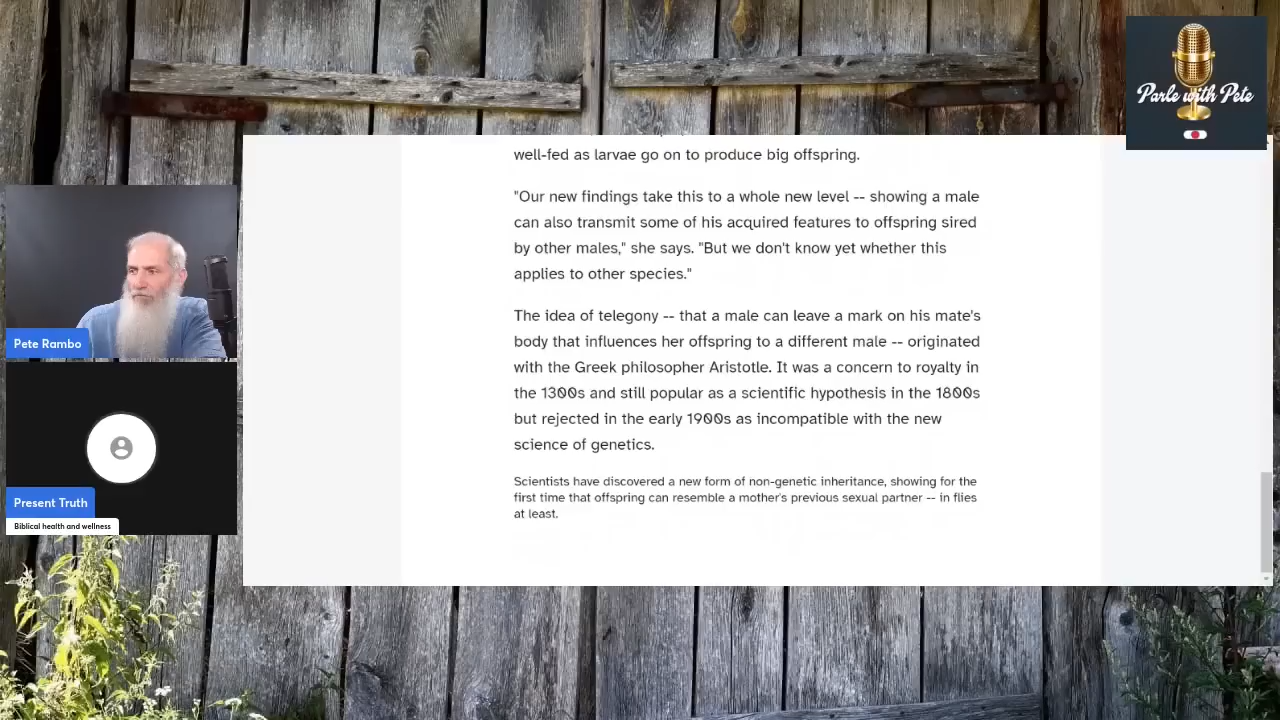 Parle with Pete
well-fed as larvae go on to produce big offspring.
"Our new findings take this to a whole new level -- showing a male
can also transmit some of his acquired features to offspring sired
by other males," she says. "But we don't know yet whether this
applies to other species."
The idea of telegony -- that a male can leave a mark on his mate's
body that influences her offspring to a different male -- originated
with the Greek philosopher Aristotle. It was a concern to royalty in
the 1300s and still popular as a scientific hypothesis in the 1800s
but rejected in the early 1900s as incompatible with the new
science of genetics.
Scientists have discovered a new form of non-genetic inheritance, showing for the
first time that offspring can resemble a mother's previous sexual partner -- in flies
at least.
Pete Rambo
Present Truth
Biblical health and wellness